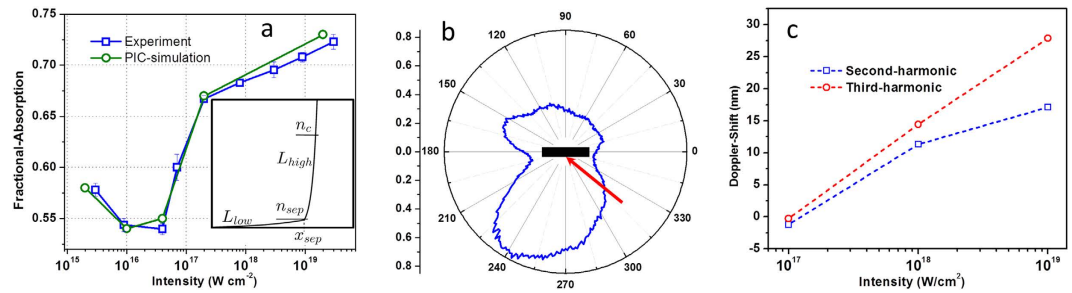 a
Experiment
PIC-simulation
n_c
L_high
n_sep
L_low
x_sep
0.75
0.70
0.65
0.60
0.55
Fractional-Absorption
10^15
10^16
10^17
10^18
10^19
Intensity (W cm^-2)
b
0.8
0.6
0.4
0.2
0.0
0.2
0.4
0.6
0.8
90
60
30
0
330
300
270
240
210
180
150
120
c
Second-harmonic
Third-harmonic
30
25
20
15
10
5
0
-5
Doppler-Shift (nm)
10^17
10^18
10^19
Intensity (W/cm^2)